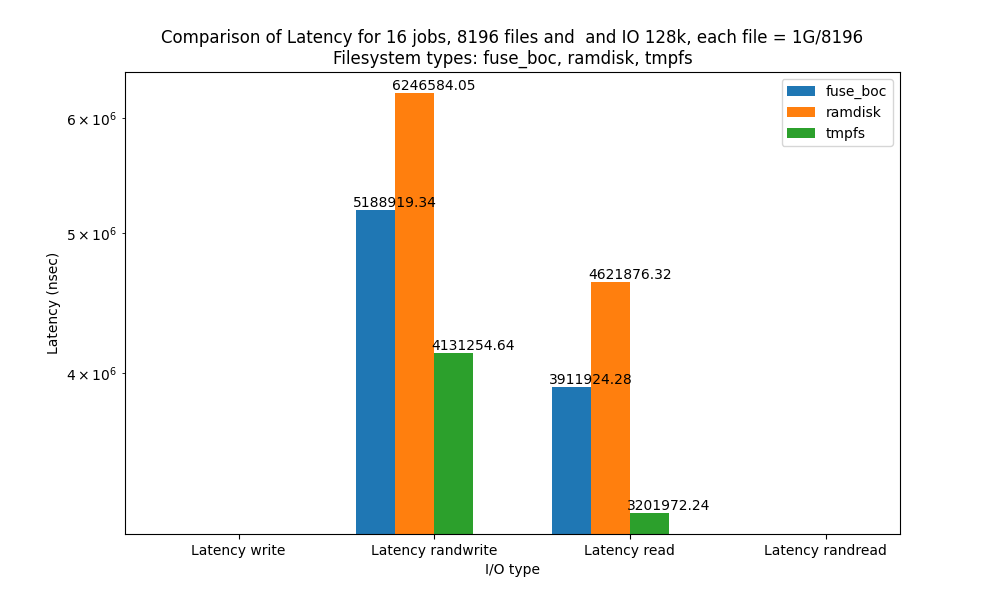 Comparison of Latency for 16 jobs, 8196 files and  and IO 128k, each file = 1G/8196
Filesystem types: fuse_boc, ramdisk, tmpfs
6246584.05
fuse_boc
ramdisk
tmpfs
6 × 10⁶
5188919.34
5 × 10⁶
4621876.32
4131254.64
4 × 10⁶
3911924.28
3201972.24
Latency (nsec)
Latency write
Latency randwrite
Latency read
Latency randread
I/O type